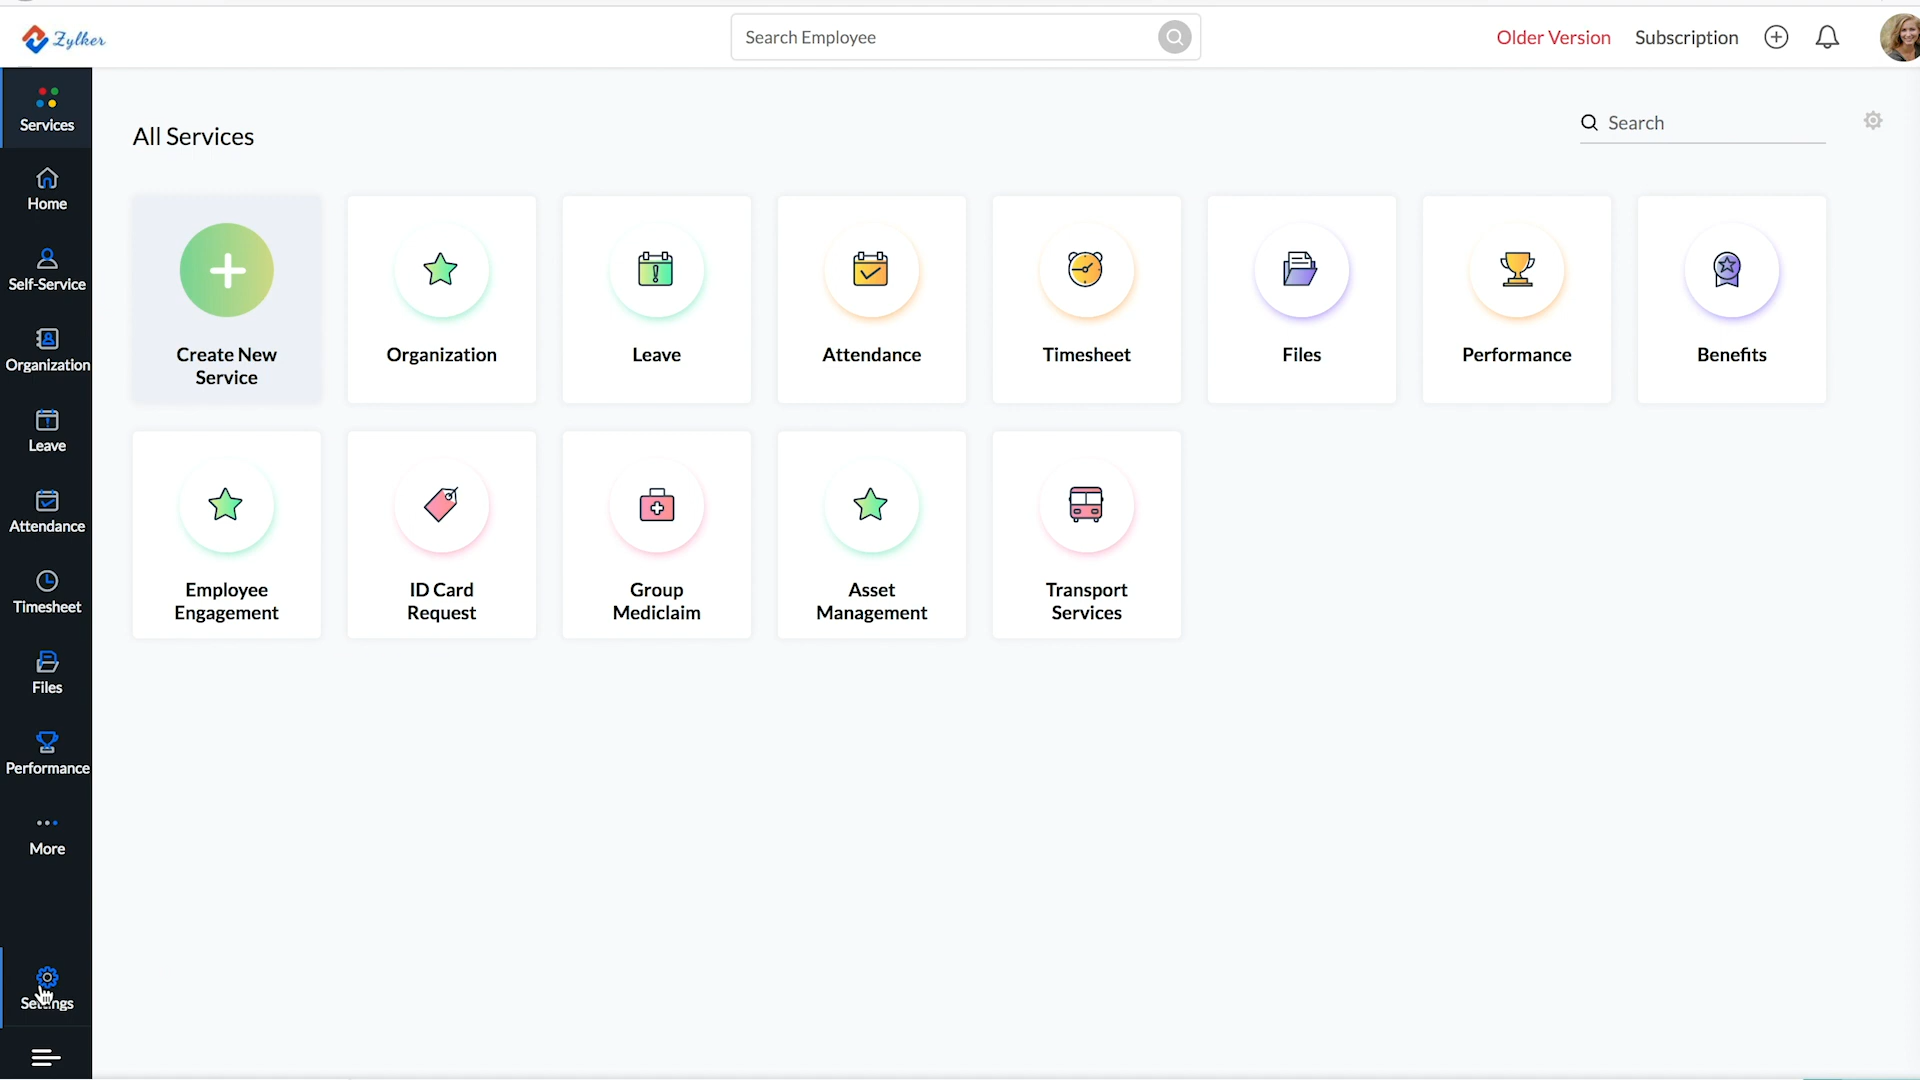 Zylker
Search Employee
Older Version
Subscription
Services
Home
Self-Service
Organization
Leave
Attendance
Timesheet
Files
Performance
More
Settings
All Services
Search
Create New
Service
Organization
Leave
Attendance
Timesheet
Files
Performance
Benefits
Employee
Engagement
ID Card
Request
Group
Mediclaim
Asset
Management
Transport
Services